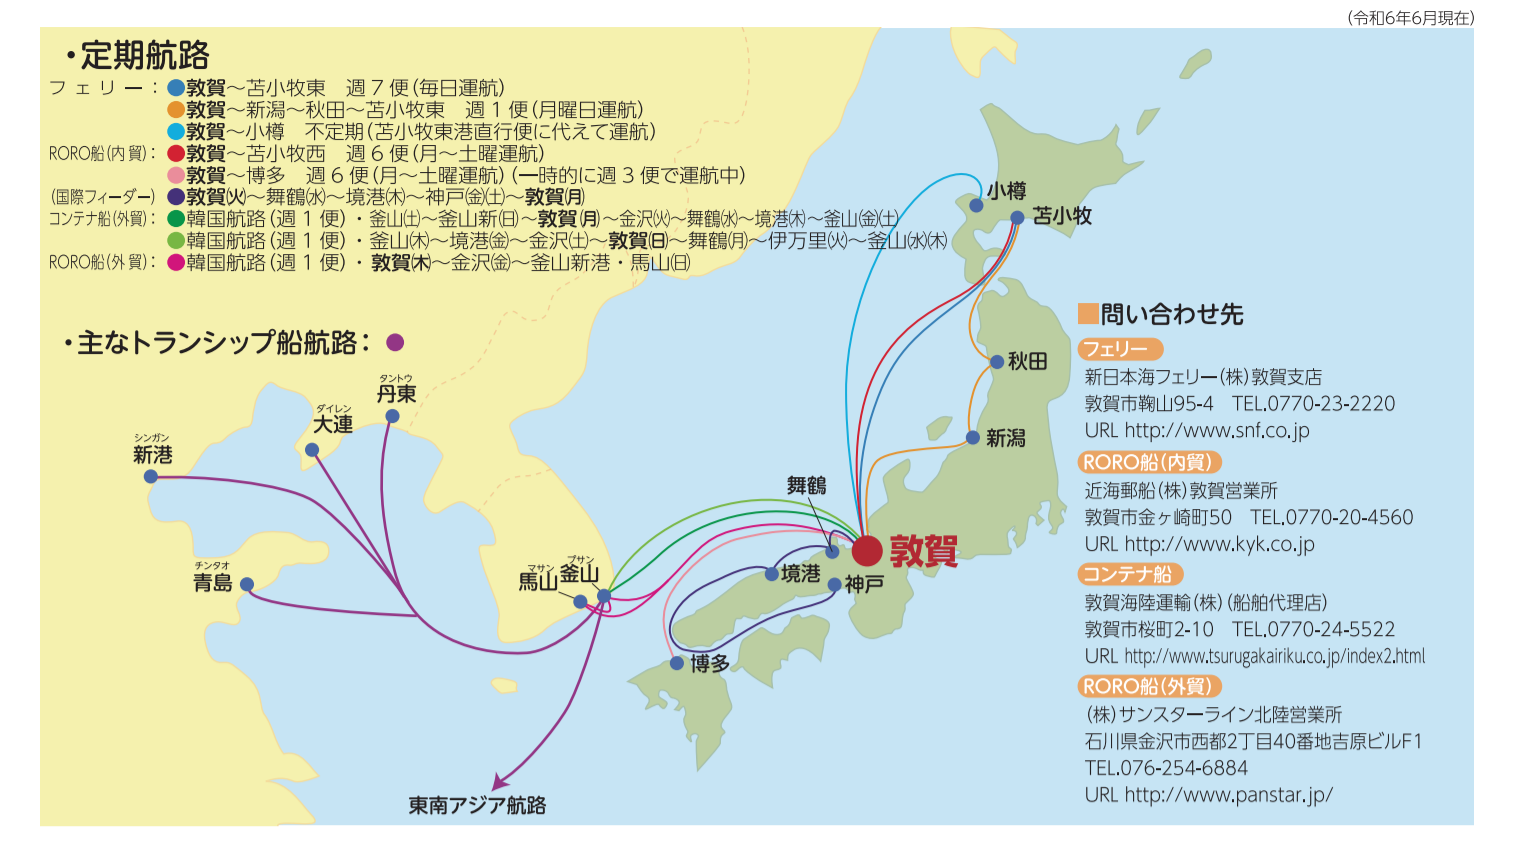 (令和6年6月現在)
・定期航路
フェリー：●敦賀～苫小牧東　週7便(毎日運航)
●敦賀～新潟～秋田～苫小牧東　週1便(月曜日運航)
●敦賀～小樽　不定期(苫小牧東港直行便に代えて運航)
RORO船(内貿)：●敦賀～苫小牧西　週6便(月～土曜運航)
●敦賀～博多　週6便(月～土曜運航)(一時的に週3便で運航中)
(国際フィーダー)●敦賀㈫～舞鶴㈬～境港㈭～神戸㈮㈯～敦賀㈪
コンテナ船(外貿)：●韓国航路(週1便)・釜山㈯～釜山新㈰～敦賀㈪～金沢㈫～舞鶴㈬～境港㈭～釜山㈮㈯
●韓国航路(週1便)・釜山㈭～境港㈮～金沢㈯～敦賀㈰～舞鶴㈪～伊万里㈫～釜山㈬㈭
RORO船(外貿)：●韓国航路(週1便)・敦賀㈭～金沢㈮～釜山新港・馬山㈰
・主なトランシップ船航路：●
タントウ
丹東
ダイレン
大連
シンガン
新港
チンタオ
青島
マサン
馬山
プサン
釜山
東南アジア航路
小樽
苫小牧
秋田
新潟
舞鶴
敦賀
境港
神戸
博多
■問い合わせ先
フェリー
新日本海フェリー(株)敦賀支店
敦賀市鞠山95-4　TEL.0770-23-2220
URL http://www.snf.co.jp
RORO船(内貿)
近海郵船(株)敦賀営業所
敦賀市金ヶ崎町50　TEL.0770-20-4560
URL http://www.kyk.co.jp
コンテナ船
敦賀海陸運輸(株)(船舶代理店)
敦賀市桜町2-10　TEL.0770-24-5522
URL http://www.tsurugakairiku.co.jp/index2.html
RORO船(外貿)
(株)サンスターライン北陸営業所
石川県金沢市西都2丁目40番地吉原ビルF1
TEL.076-254-6884
URL http://www.panstar.jp/